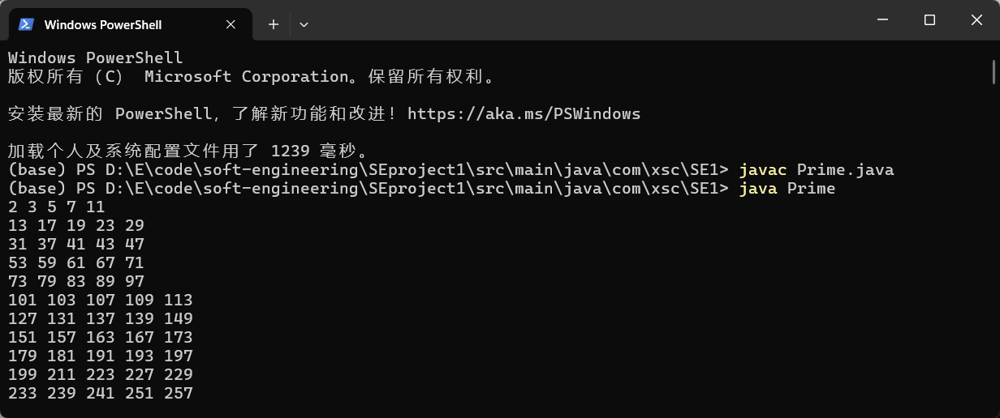 Windows PowerShell
Windows PowerShell
版权所有（C） Microsoft Corporation。保留所有权利。
安装最新的 PowerShell，了解新功能和改进！https://aka.ms/PSWindows
加载个人及系统配置文件用了 1239 毫秒。
(base) PS D:\E\code\soft-engineering\SEproject1\src\main\java\com\xsc\SE1> javac Prime.java
(base) PS D:\E\code\soft-engineering\SEproject1\src\main\java\com\xsc\SE1> java Prime
2 3 5 7 11
13 17 19 23 29
31 37 41 43 47
53 59 61 67 71
73 79 83 89 97
101 103 107 109 113
127 131 137 139 149
151 157 163 167 173
179 181 191 193 197
199 211 223 227 229
233 239 241 251 257